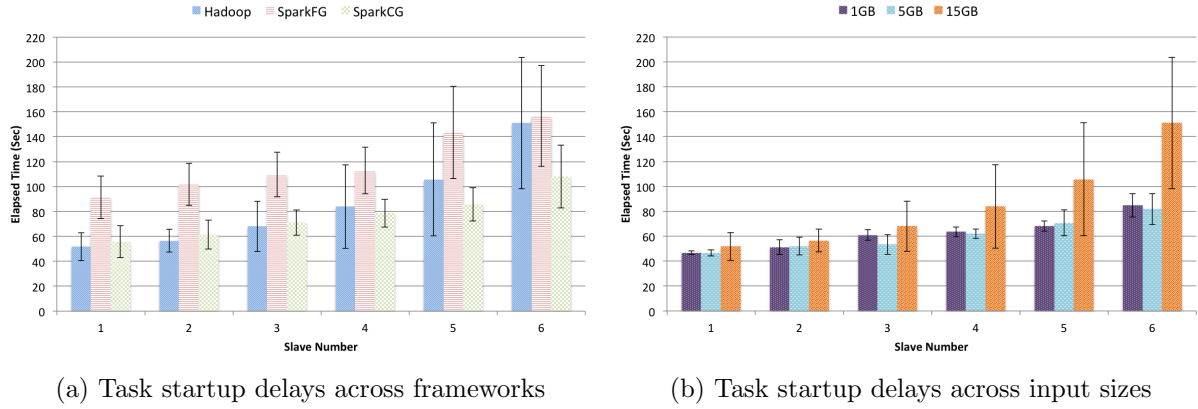 Hadoop SparkFG SparkCG
220
200
180
160
140
120
100
80
60
40
20
0
Elapsed Time (Sec)
1 2 3 4 5 6
Slave Number
(a) Task startup delays across frameworks
1GB 5GB 15GB
220
200
180
160
140
120
100
80
60
40
20
0
Elapsed Time (Sec)
1 2 3 4 5 6
Slave Number
(b) Task startup delays across input sizes